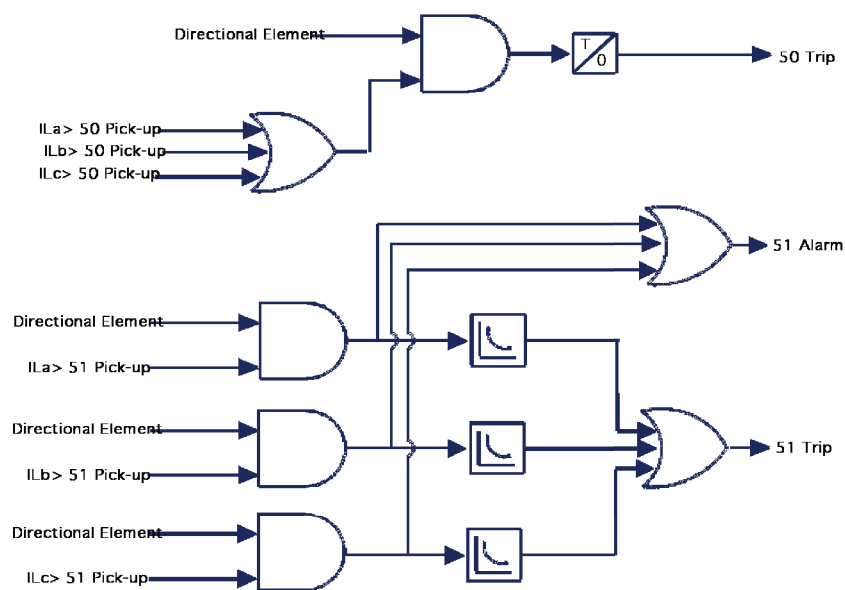 Directional Element
T
0
50 Trip
ILa> 50 Pick-up
ILb> 50 Pick-up
ILc> 50 Pick-up
51 Alarm
Directional Element
ILa> 51 Pick-up
Directional Element
ILb> 51 Pick-up
51 Trip
Directional Element
ILc> 51 Pick-up